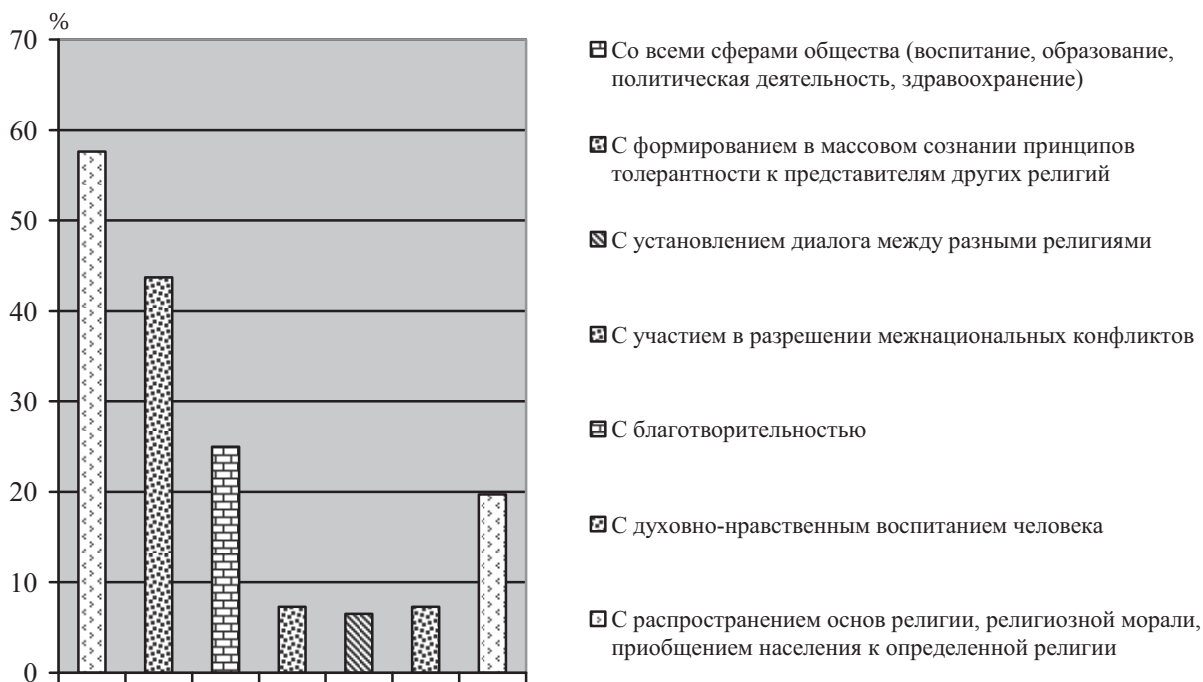 %
70
60
50
40
30
20
10
0
Со всеми сферами общества (воспитание, образование,
политическая деятельность, здравоохранение)
С формированием в массовом сознании принципов
толерантности к представителям других религий
С установлением диалога между разными религиями
С участием в разрешении межнациональных конфликтов
С благотворительностью
С духовно-нравственным воспитанием человека
С распространением основ религии, религиозной морали,
приобщением населения к определенной религии